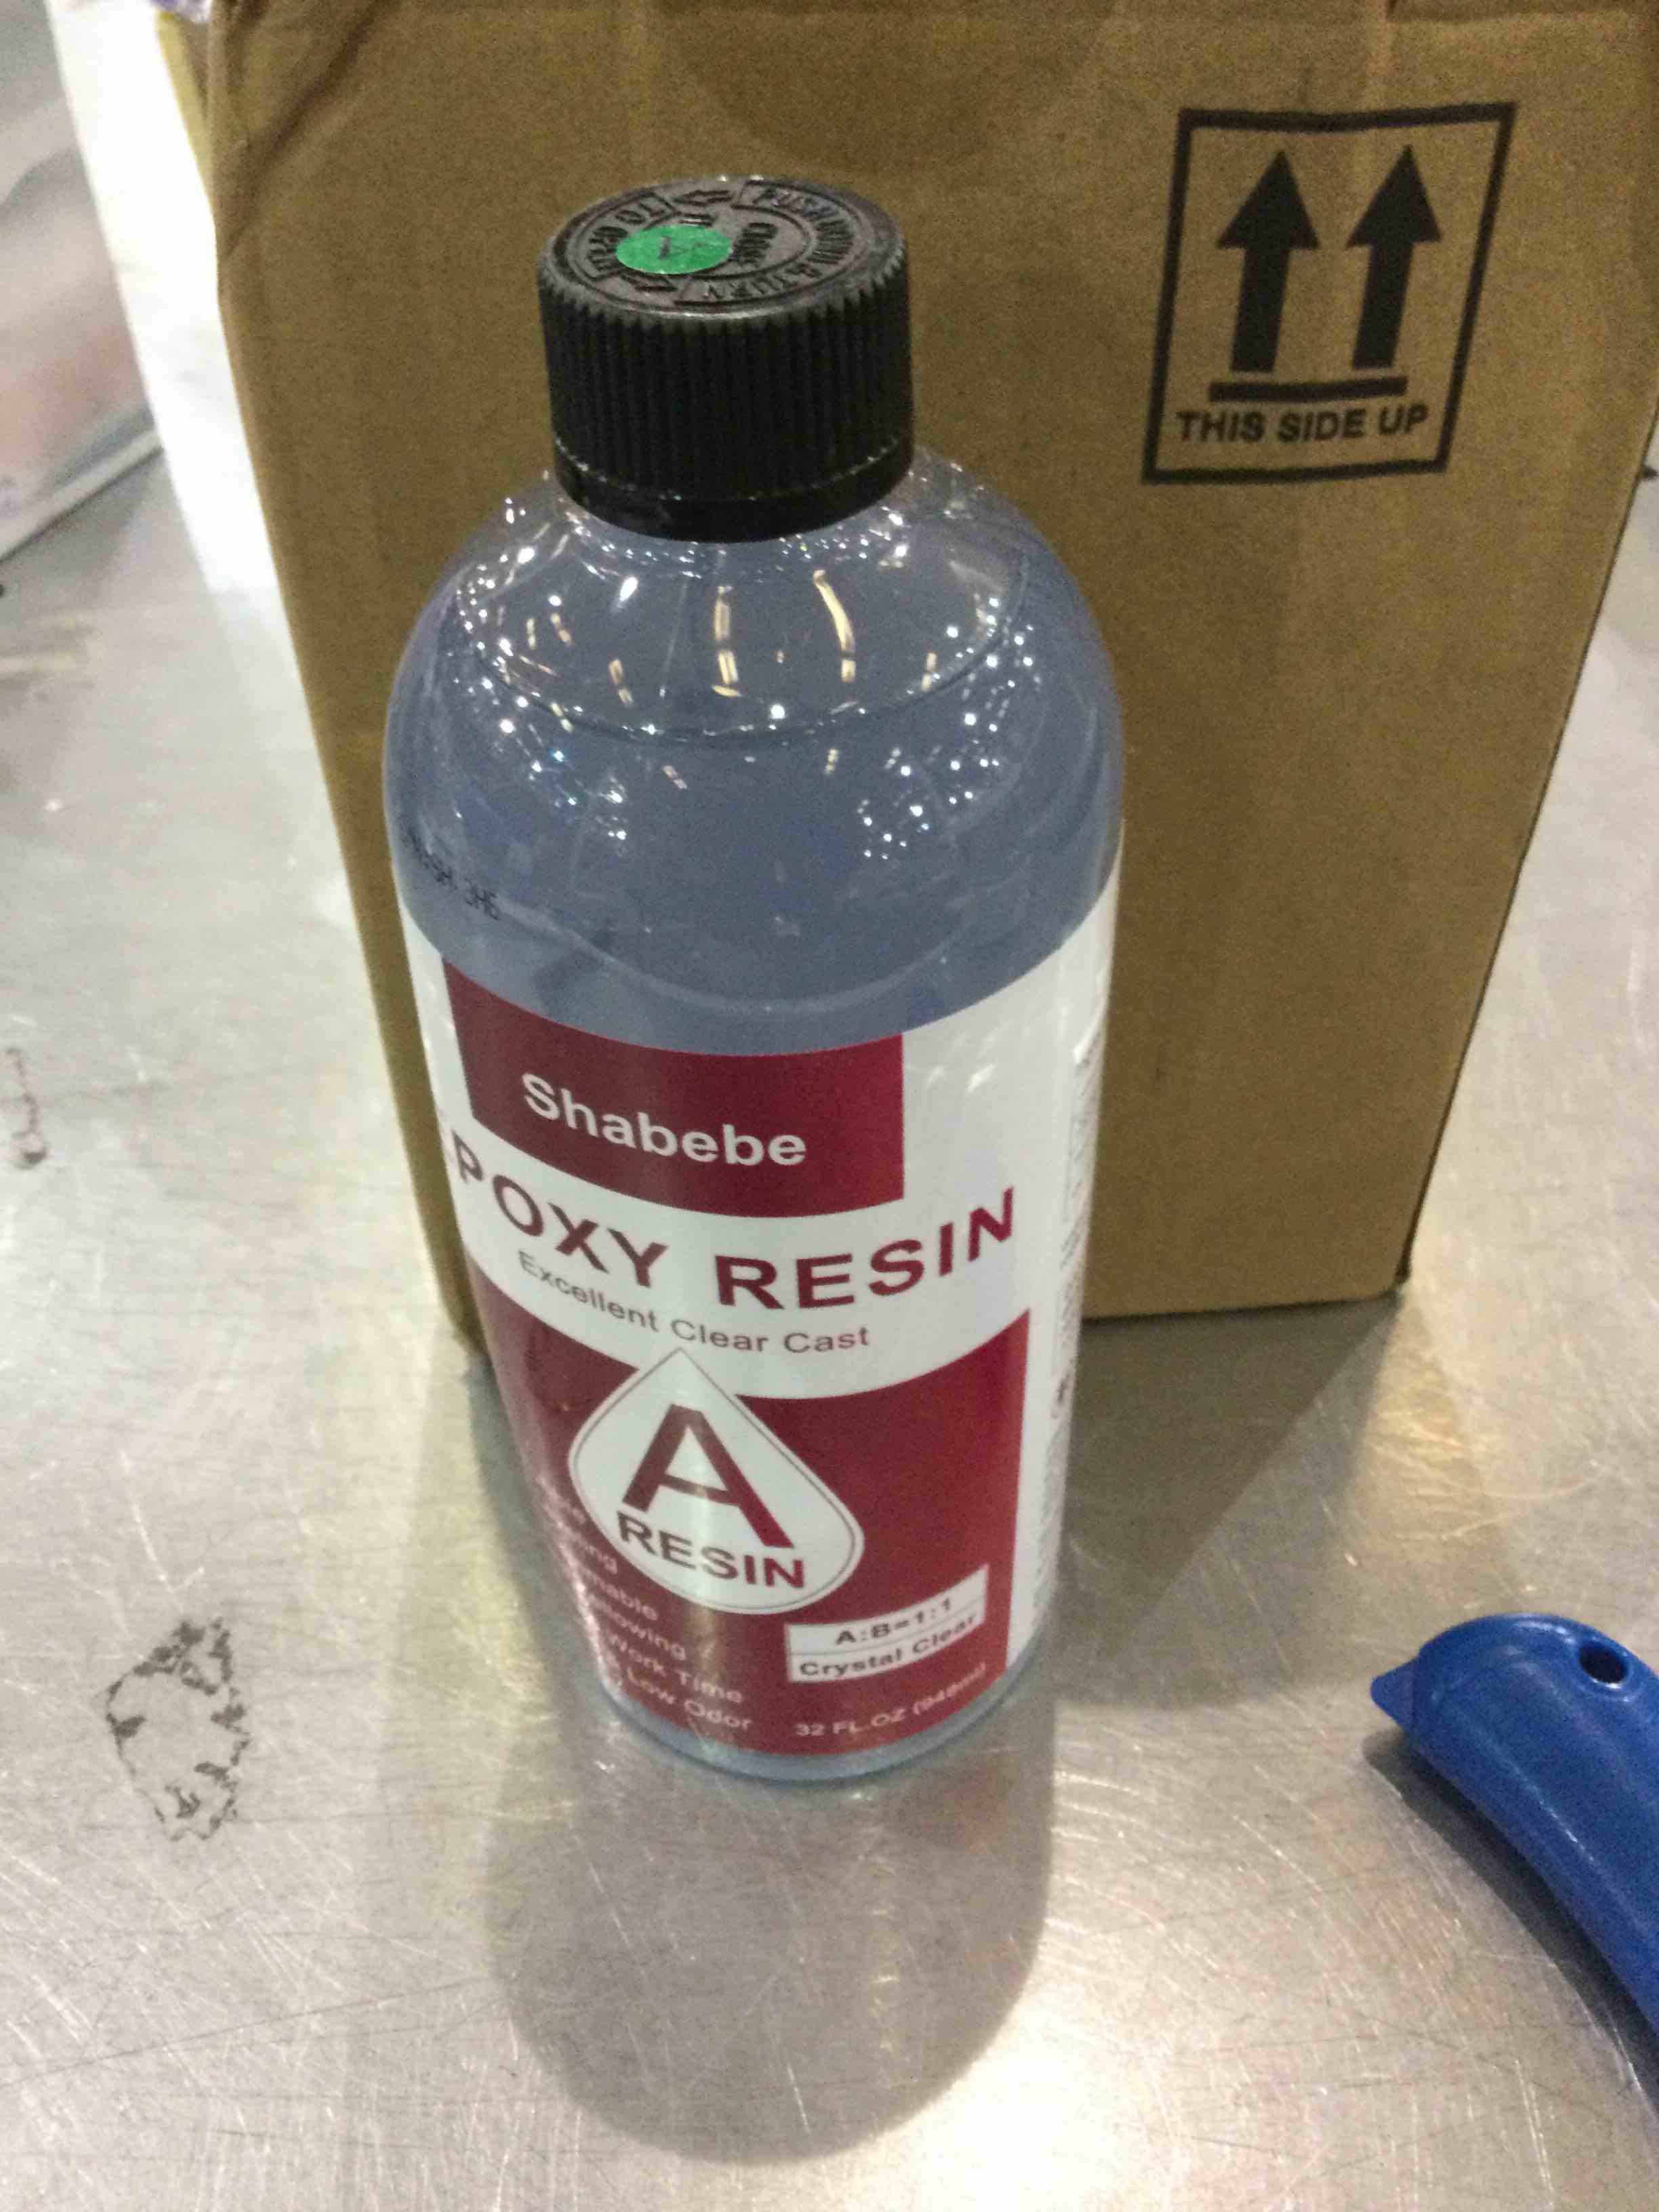 THIS SIDE UP
A
Shabebe
POXY RESIN
Excellent Clear Cast
A
RESIN
Work Time
Low Odor
A:B=1:1
Crystal Clear
32 FL.OZ